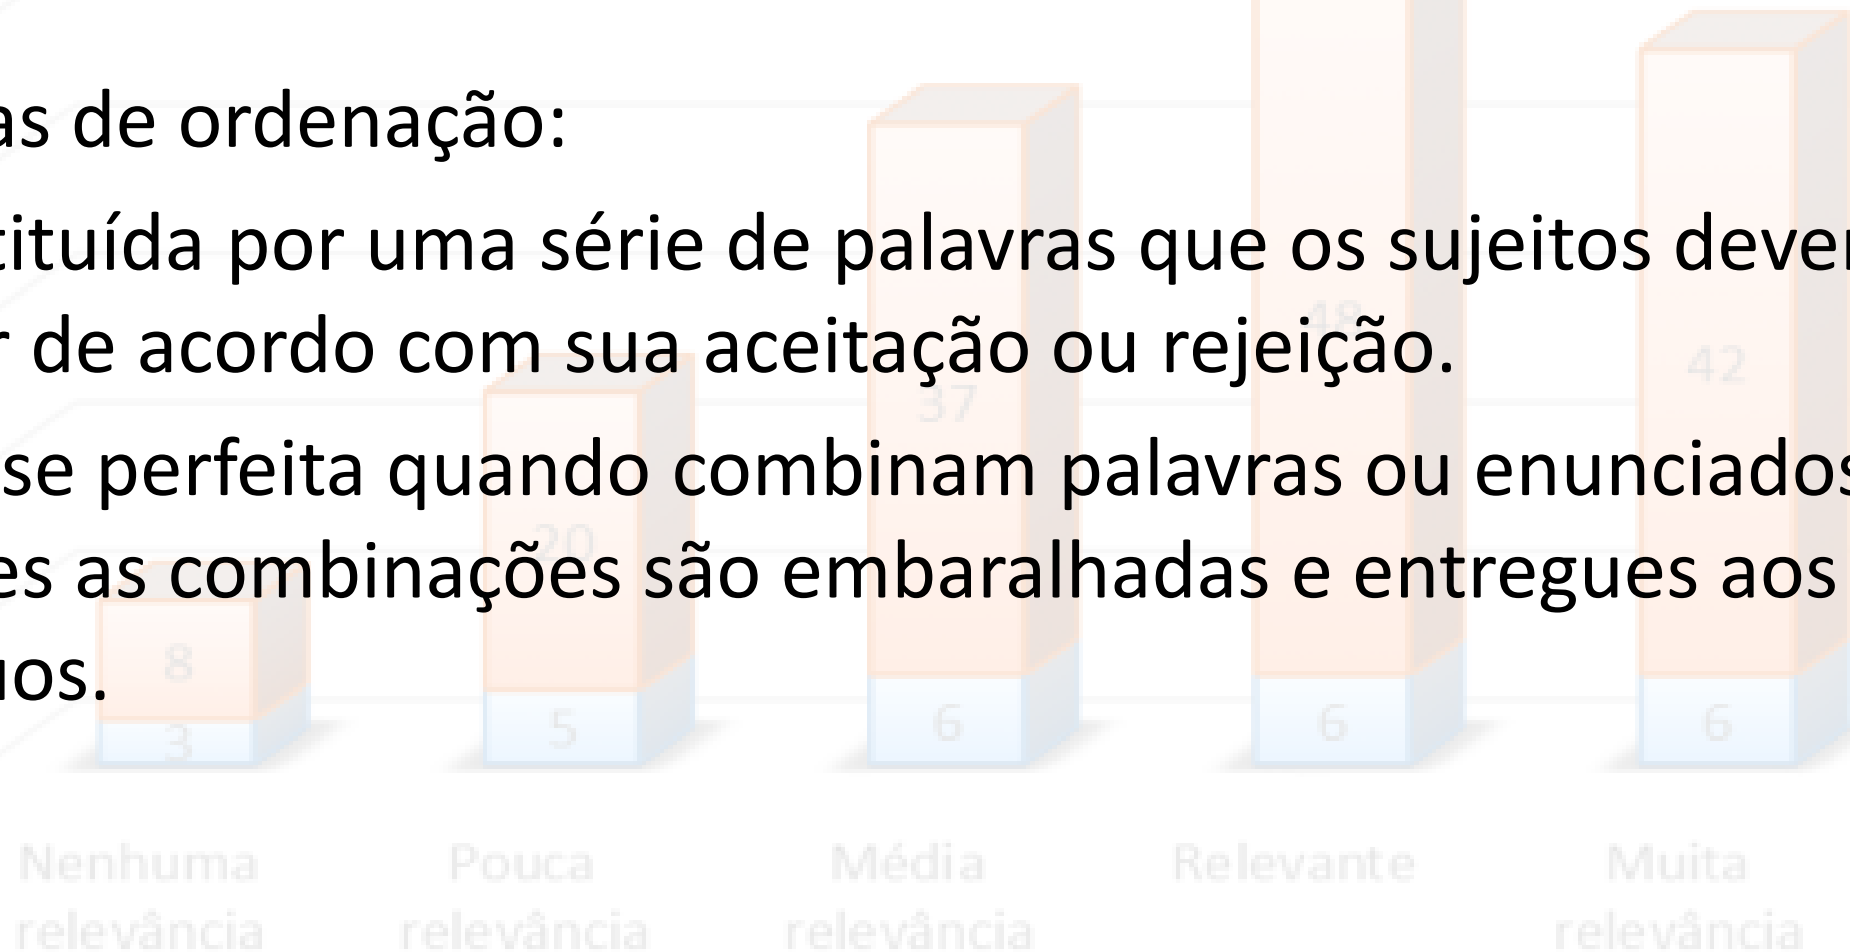 as de ordenação:
tituída por uma série de palavras que os sujeitos dever
r de acordo com sua aceitação ou rejeição.
se perfeita quando combinam palavras ou enunciados
es as combinações são embaralhadas e entregues aos
uos.
48
42
37
20
8
3
5
6
6
6
Nenhuma relevância
Pouca relevância
Média relevância
Relevante
Muita relevância